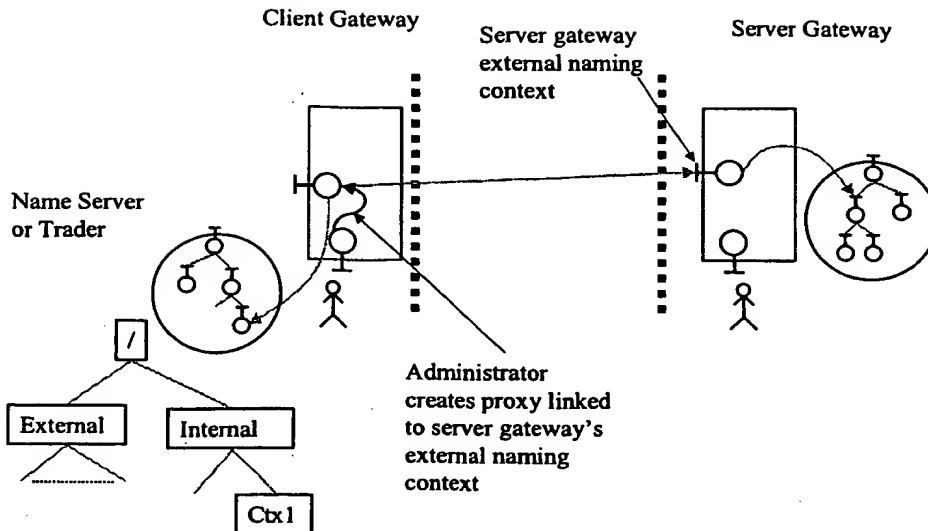 Client Gateway
Server gateway
external naming
context
Server Gateway
Name Server
or Trader
/
External
Internal
Ctx1
Administrator
creates proxy linked
to server gateway's
external naming
context